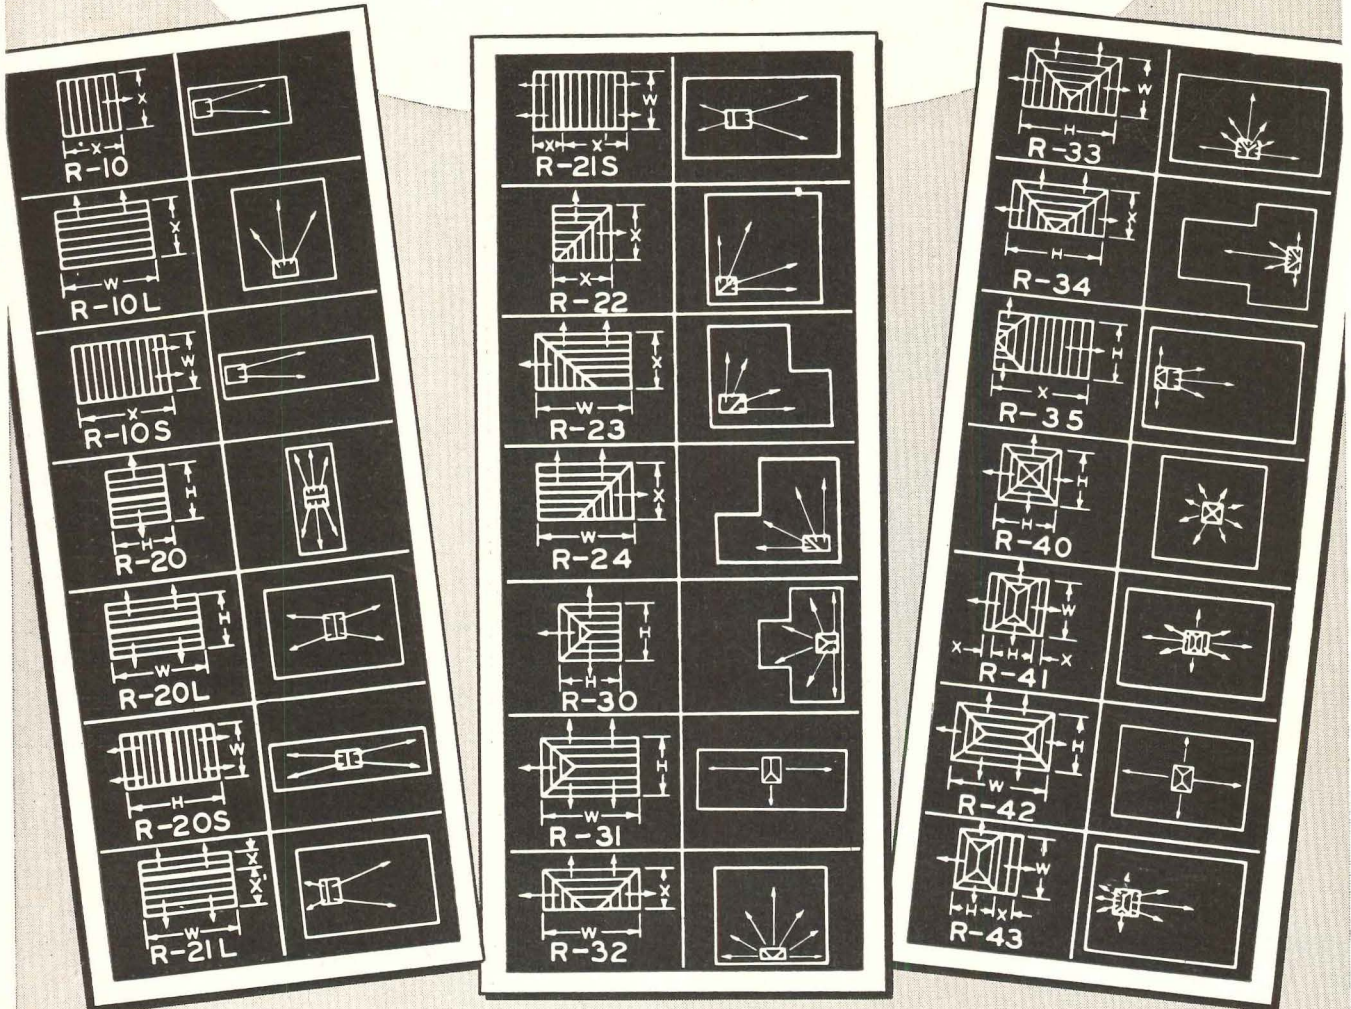 X
X
R-10
X
W
R-10L
W
X
R-10S
H
H
R-20
H
W
R-20L
W
H
R-20S
X
X'
W
R-21L
W
X X'
R-21S
X
X
R-22
X
W
R-23
X
W
R-24
H
H
R-30
H
W
R-31
X
W
R-32
W
H
R-33
X
H
R-34
H
X
R-35
H
H
R-40
W
X H X
R-41
H
W
R-42
W
H X
R-43